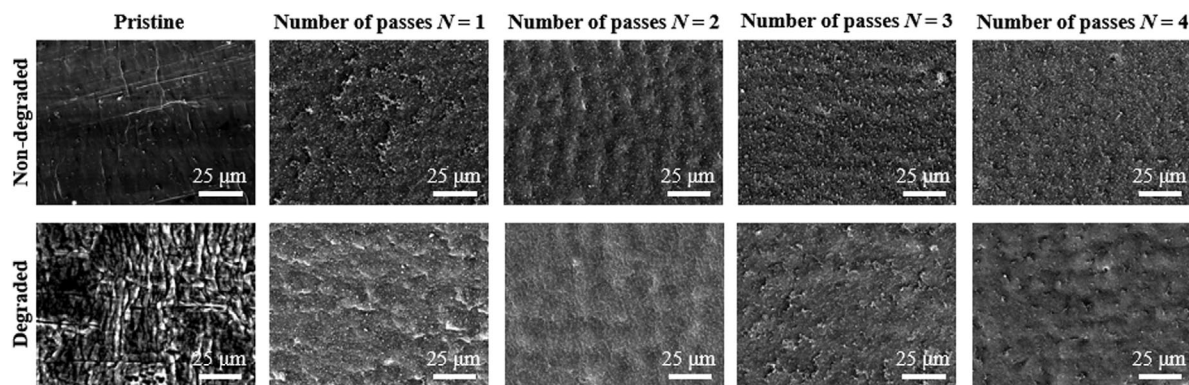 Pristine
Number of passes N = 1
Number of passes N = 2
Number of passes N = 3
Number of passes N = 4
Non-degraded
25 μm
25 μm
25 μm
25 μm
25 μm
Degraded
25 μm
25 μm
25 μm
25 μm
25 μm